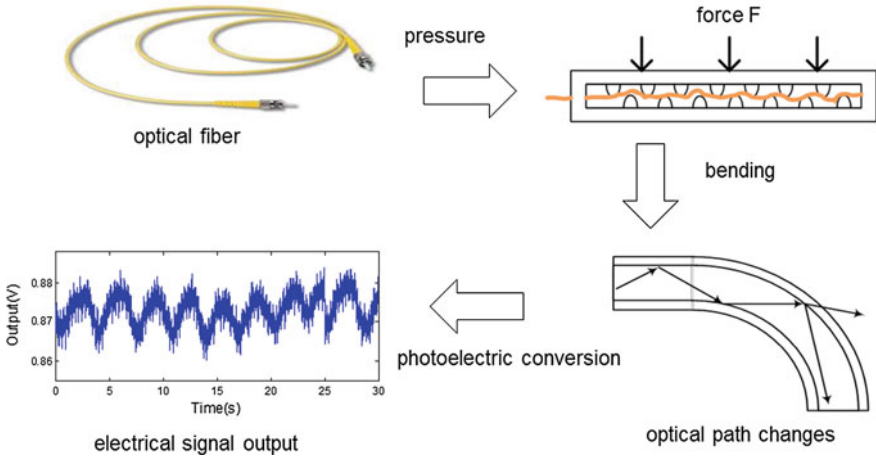 pressure
force F
optical fiber
bending
0.88
0.87
0.86
Output(V)
0
5
10
15
20
25
30
Time(s)
electrical signal output
photoelectric conversion
optical path changes